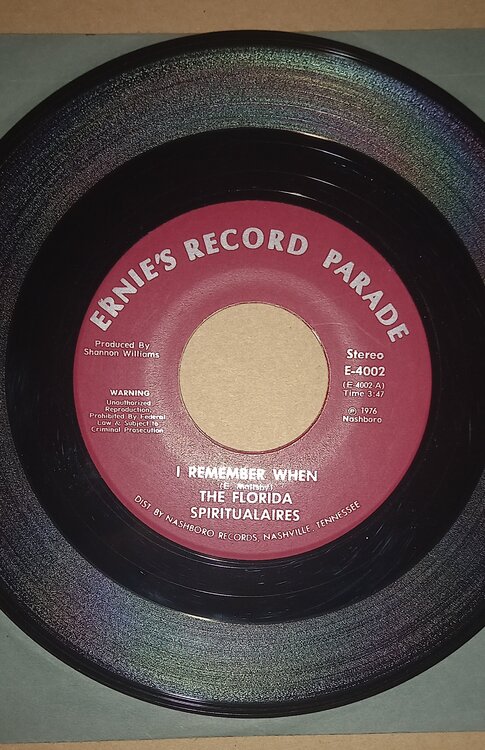 ERNIE'S RECORD PARADE
Produced By
Shannon Williams
Stereo
E-4002
(E-4002-A)
Time 3:47
WARNING
Unauthorized
Reproduction
Prohibited By Federal
Law & Subject To
Criminal Prosecution
℗ 1976
Nashboro
I REMEMBER WHEN
(E. Maltsby)
THE FLORIDA
SPIRITUALAIRES
DIST. BY NASHBORO RECORDS, NASHVILLE, TENNESSEE